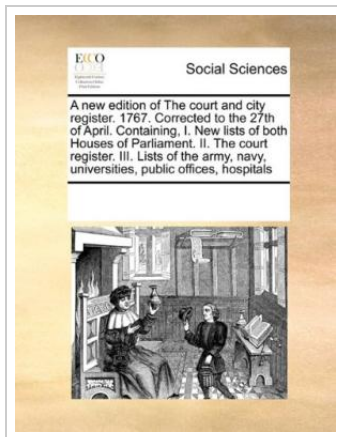 ECCO
Social Sciences
A new edition of The court and city
register. 1767. Corrected to the 27th
of April. Containing, I. New lists of both
Houses of Parliament. II. The court
register. III. Lists of the army, navy,
universities, public offices, hospitals